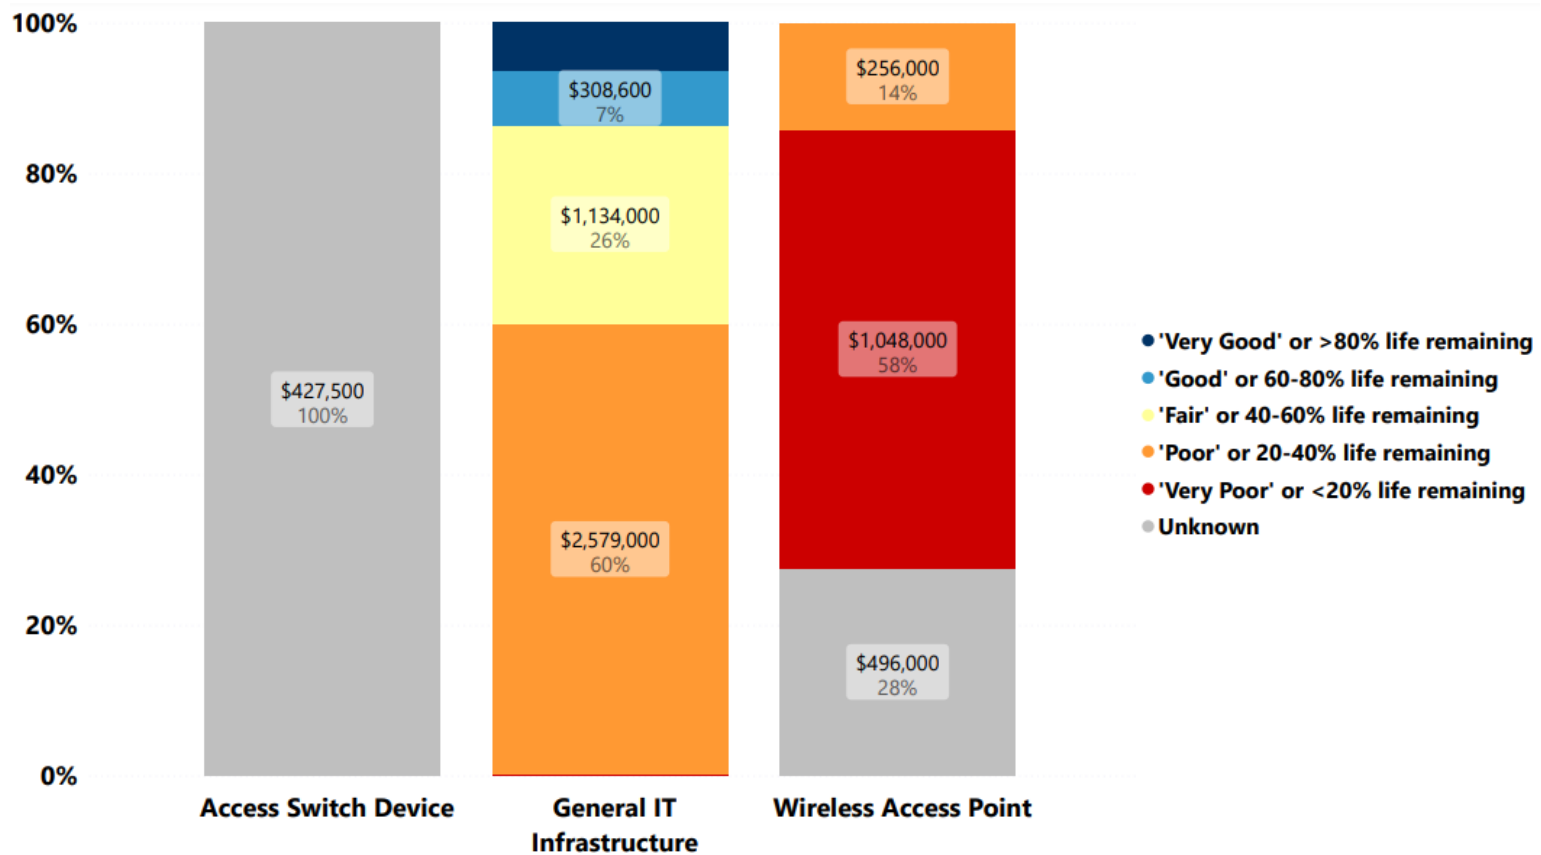 100%
80%
60%
40%
20%
0%
$427,500
100%
$308,600
7%
$1,134,000
26%
$2,579,000
60%
$256,000
14%
$1,048,000
58%
$496,000
28%
Access Switch Device
General IT
Infrastructure
Wireless Access Point
'Very Good' or >80% life remaining
'Good' or 60-80% life remaining
'Fair' or 40-60% life remaining
'Poor' or 20-40% life remaining
'Very Poor' or <20% life remaining
Unknown